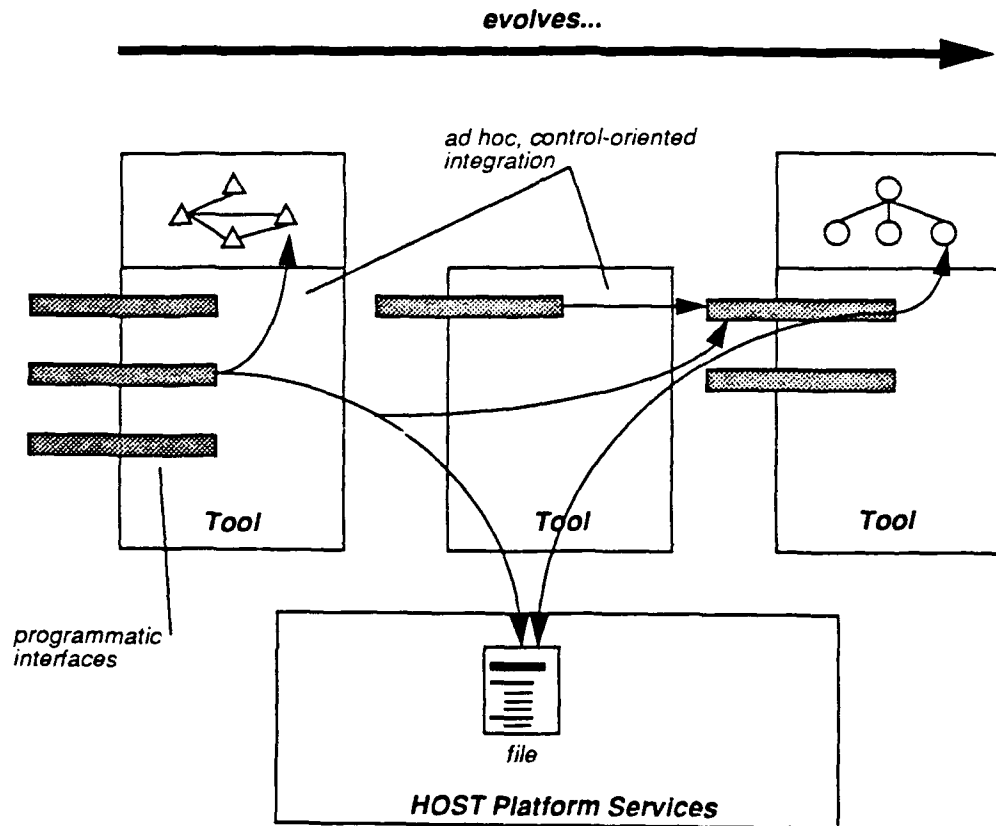 evolves...
ad hoc, control-oriented
integration
Tool
Tool
Tool
programmatic
interfaces
file
HOST Platform Services